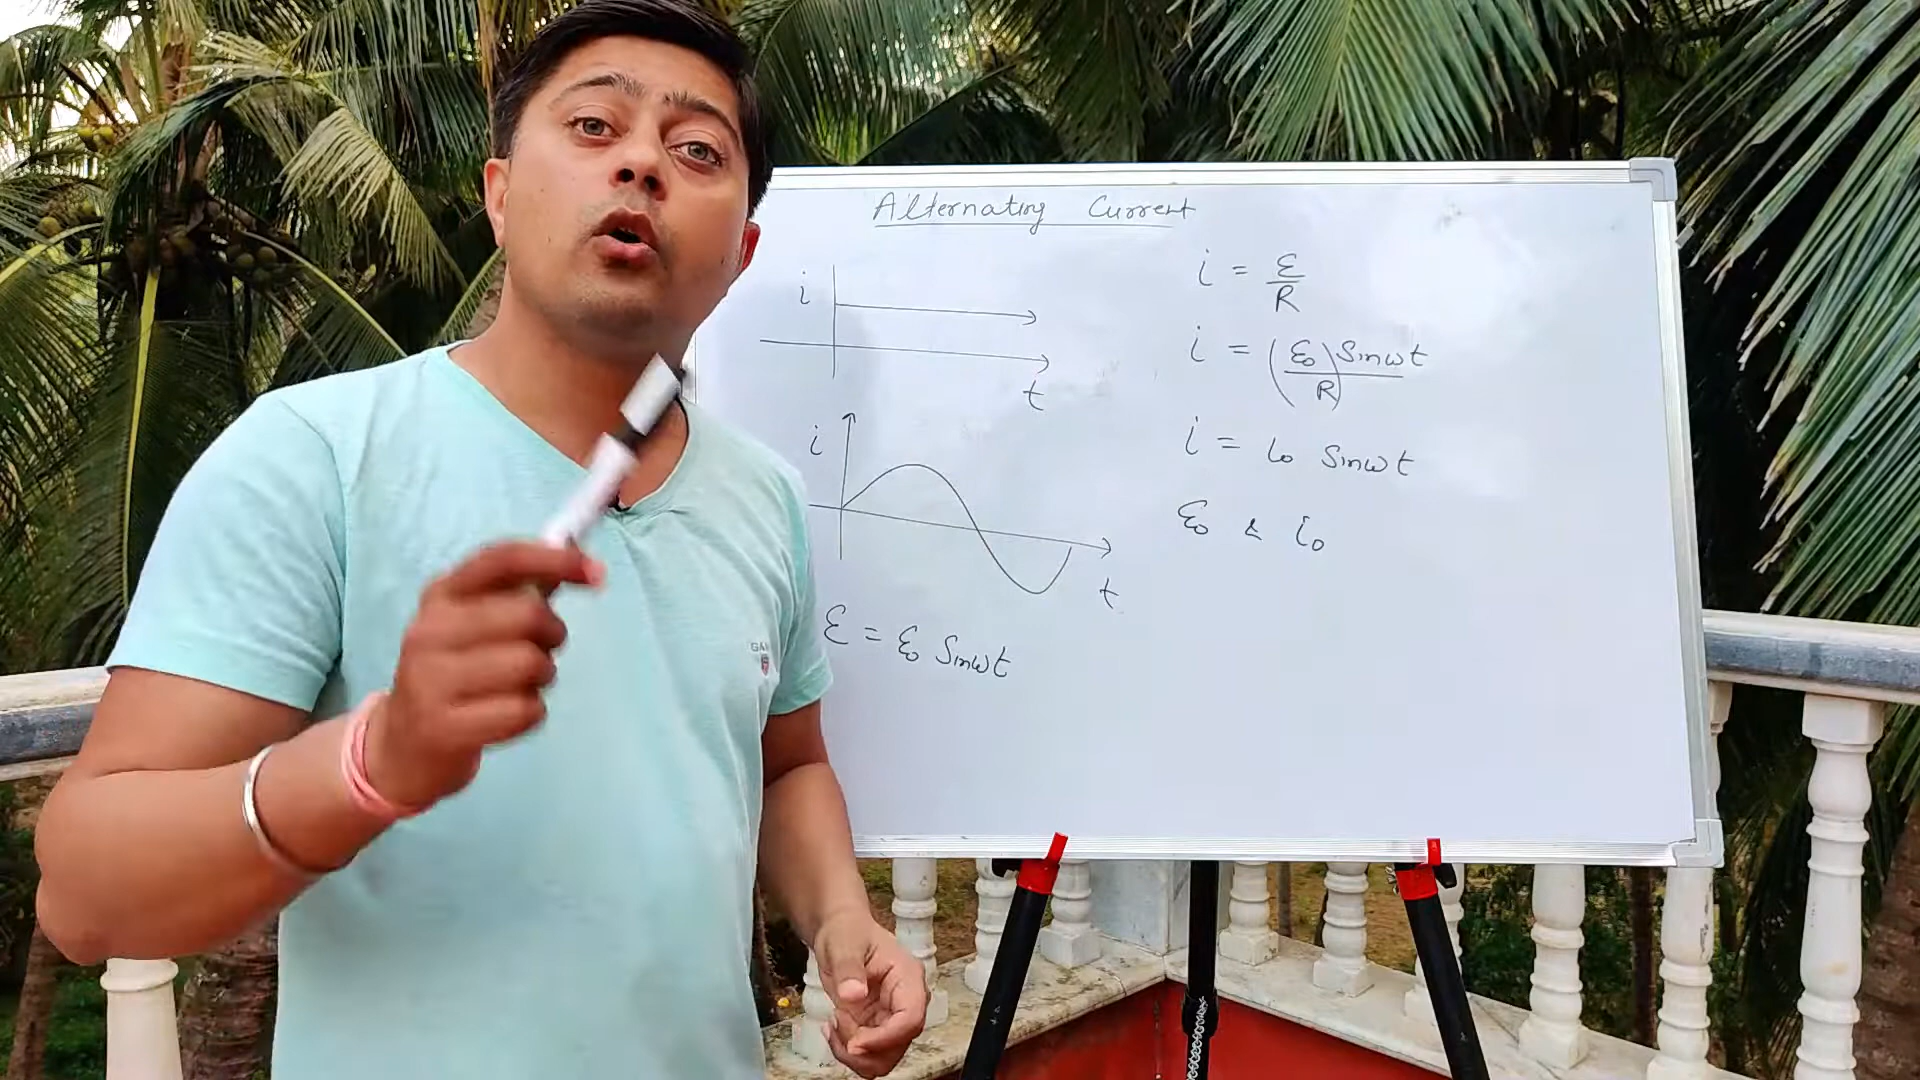 Alternating Current
i
t
i
t
ε = ε₀ Sinωt
i = ε/R
i = (ε₀/R) Sinωt
i = i₀ Sinωt
ε₀ & i₀